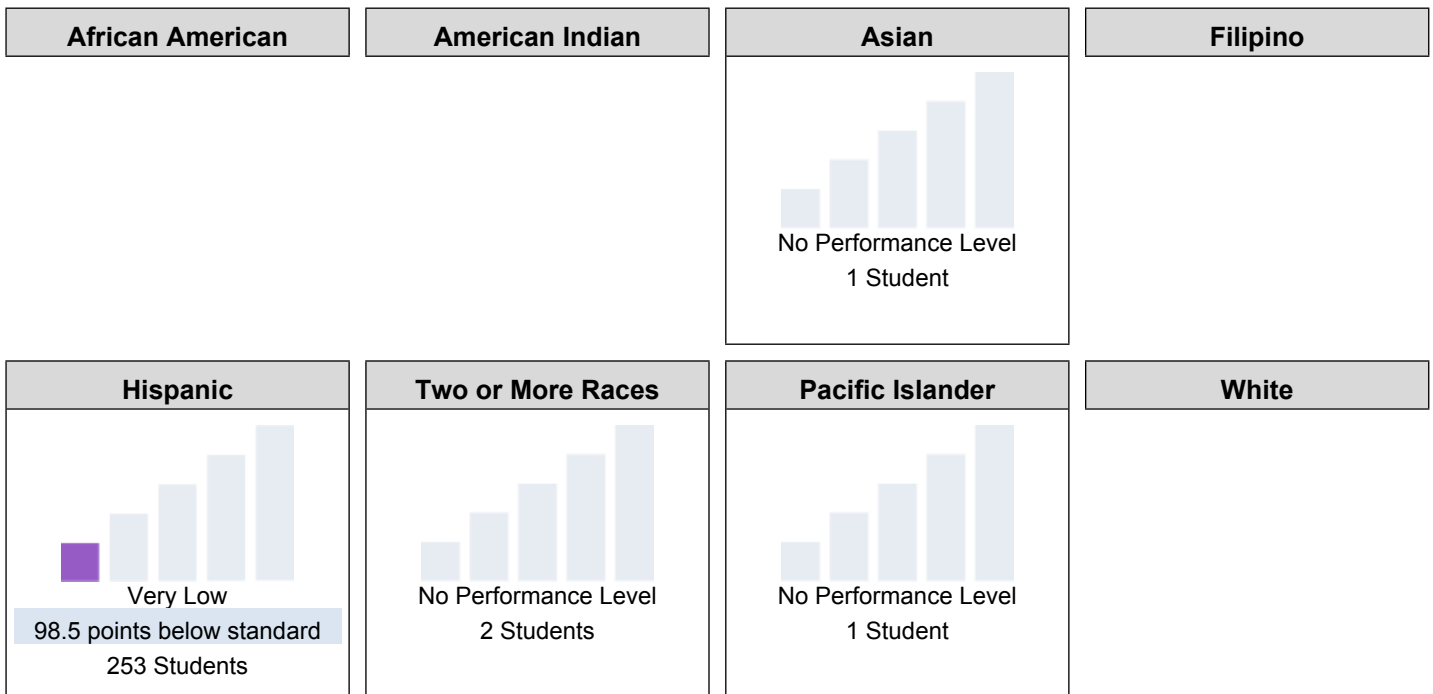 African American
American Indian
Asian
Filipino
No Performance Level
1 Student
Hispanic
Two or More Races
Pacific Islander
White
Very Low
98.5 points below standard
253 Students
No Performance Level
2 Students
No Performance Level
1 Student